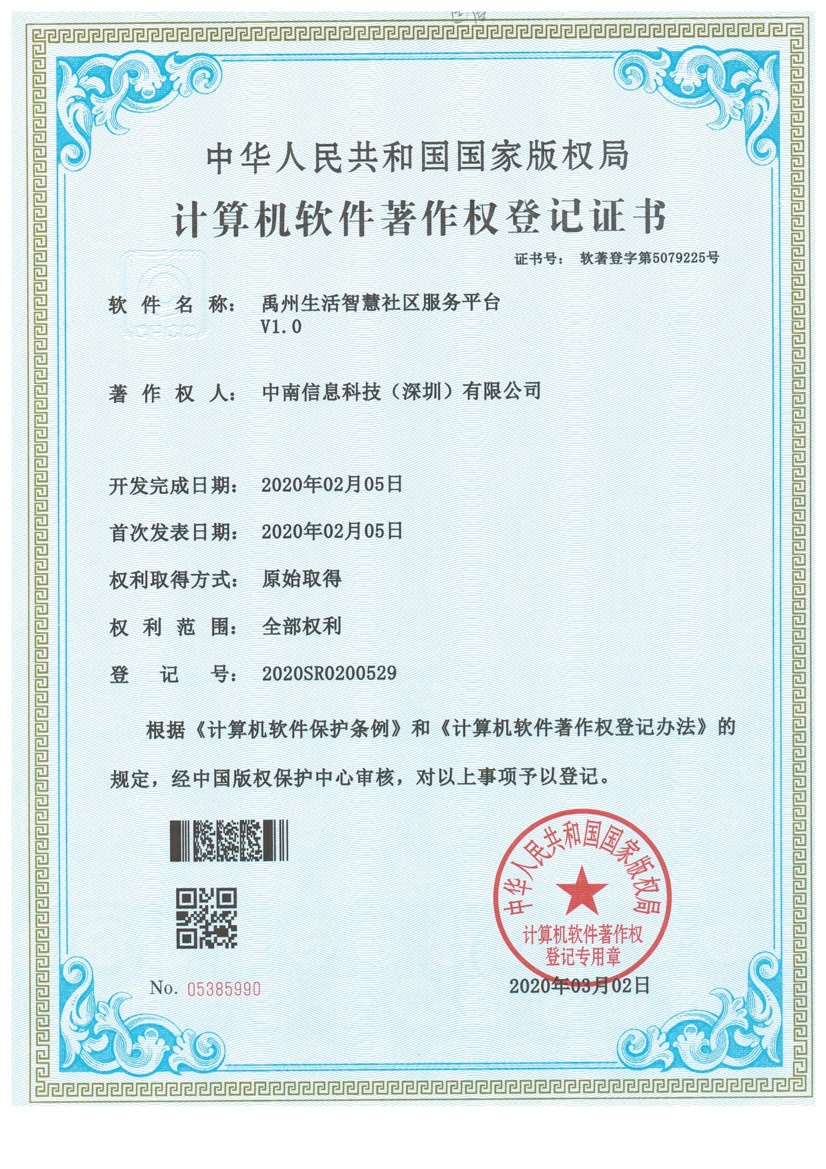 中华人民共和国国家版权局
计算机软件著作权登记证书
证书号： 软著登字第5079225号
软件名称： 禹州生活智慧社区服务平台
V1.0
著作权人： 中南信息科技（深圳）有限公司
开发完成日期： 2020年02月05日
首次发表日期： 2020年02月05日
权利取得方式： 原始取得
权利范围： 全部权利
登记号： 2020SR0200529
根据《计算机软件保护条例》和《计算机软件著作权登记办法》的
规定，经中国版权保护中心审核，对以上事项予以登记。
中华人民共和国国家版权局
计算机软件著作权
登记专用章
No. 05385990
2020年03月02日